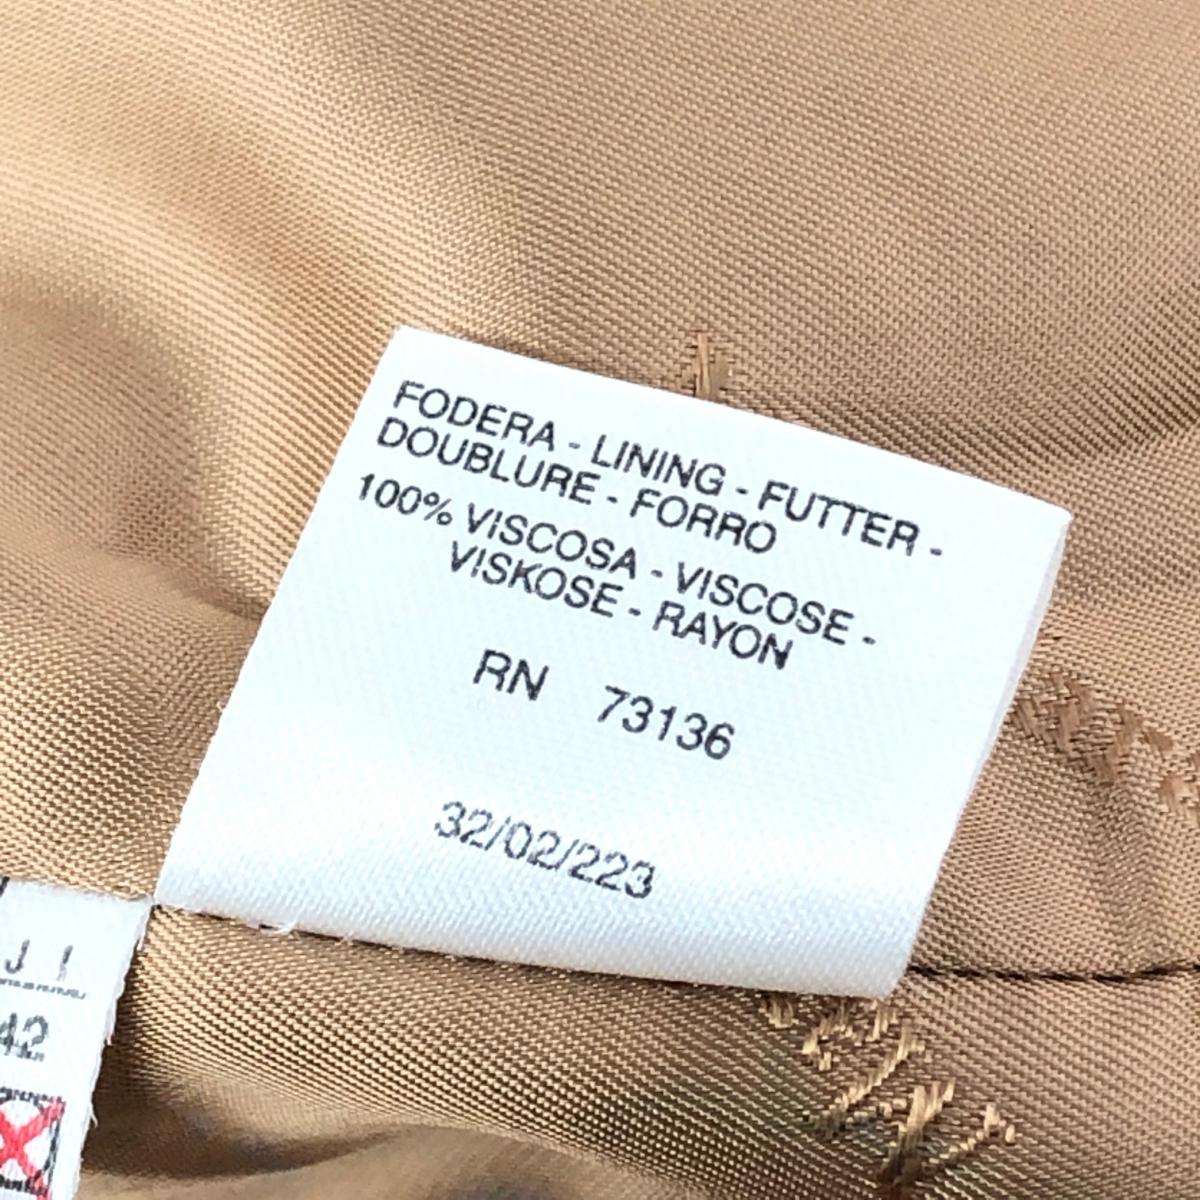 FODERA - LINING - FUTTER -
DOUBLURE - FORRO
100% VISCOSA - VISCOSE -
VISKOSE - RAYON
RN 73136
32/02/223
J I
42